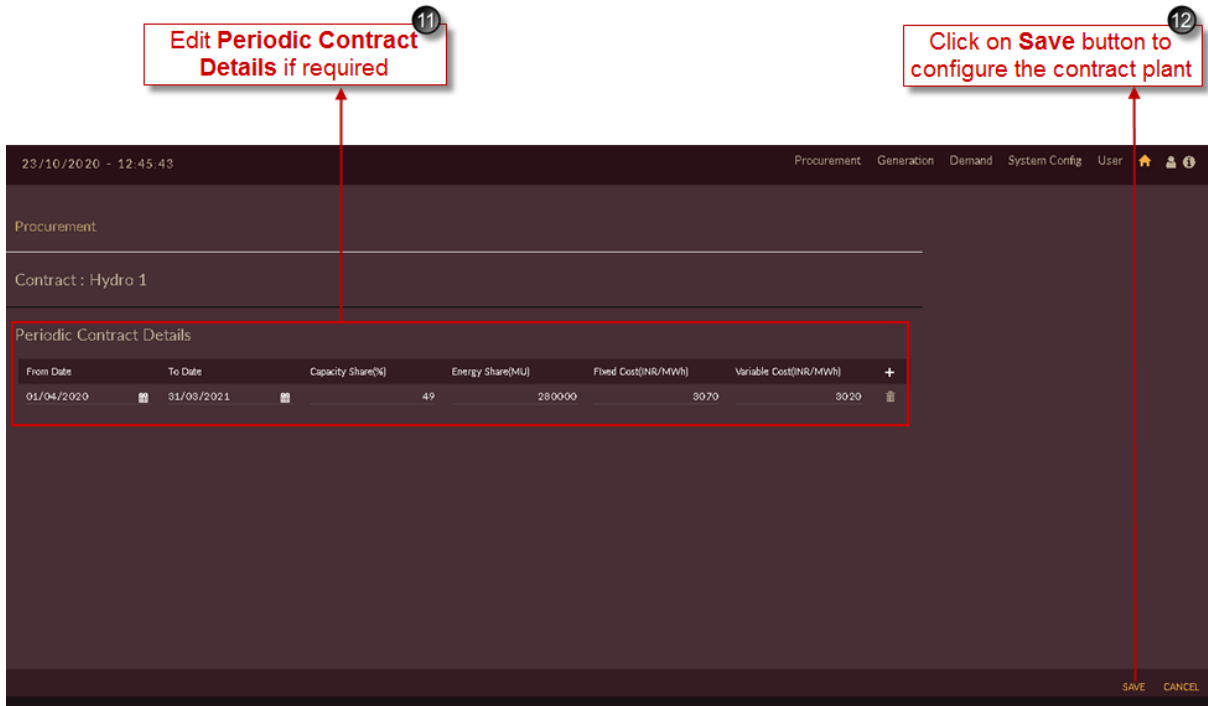 11
Edit Periodic Contract
Details if required
12
Click on Save button to
configure the contract plant
23/10/2020 - 12:45:43
Procurement Generation Demand System Config User
Procurement
Contract : Hydro 1
Periodic Contract Details
From Date To Date Capacity Share(%) Energy Share(MU) Fixed Cost(INR/MWh) Variable Cost(INR/MWh) +
01/04/2020 31/03/2021 49 280000 3070 3020
SAVE CANCEL